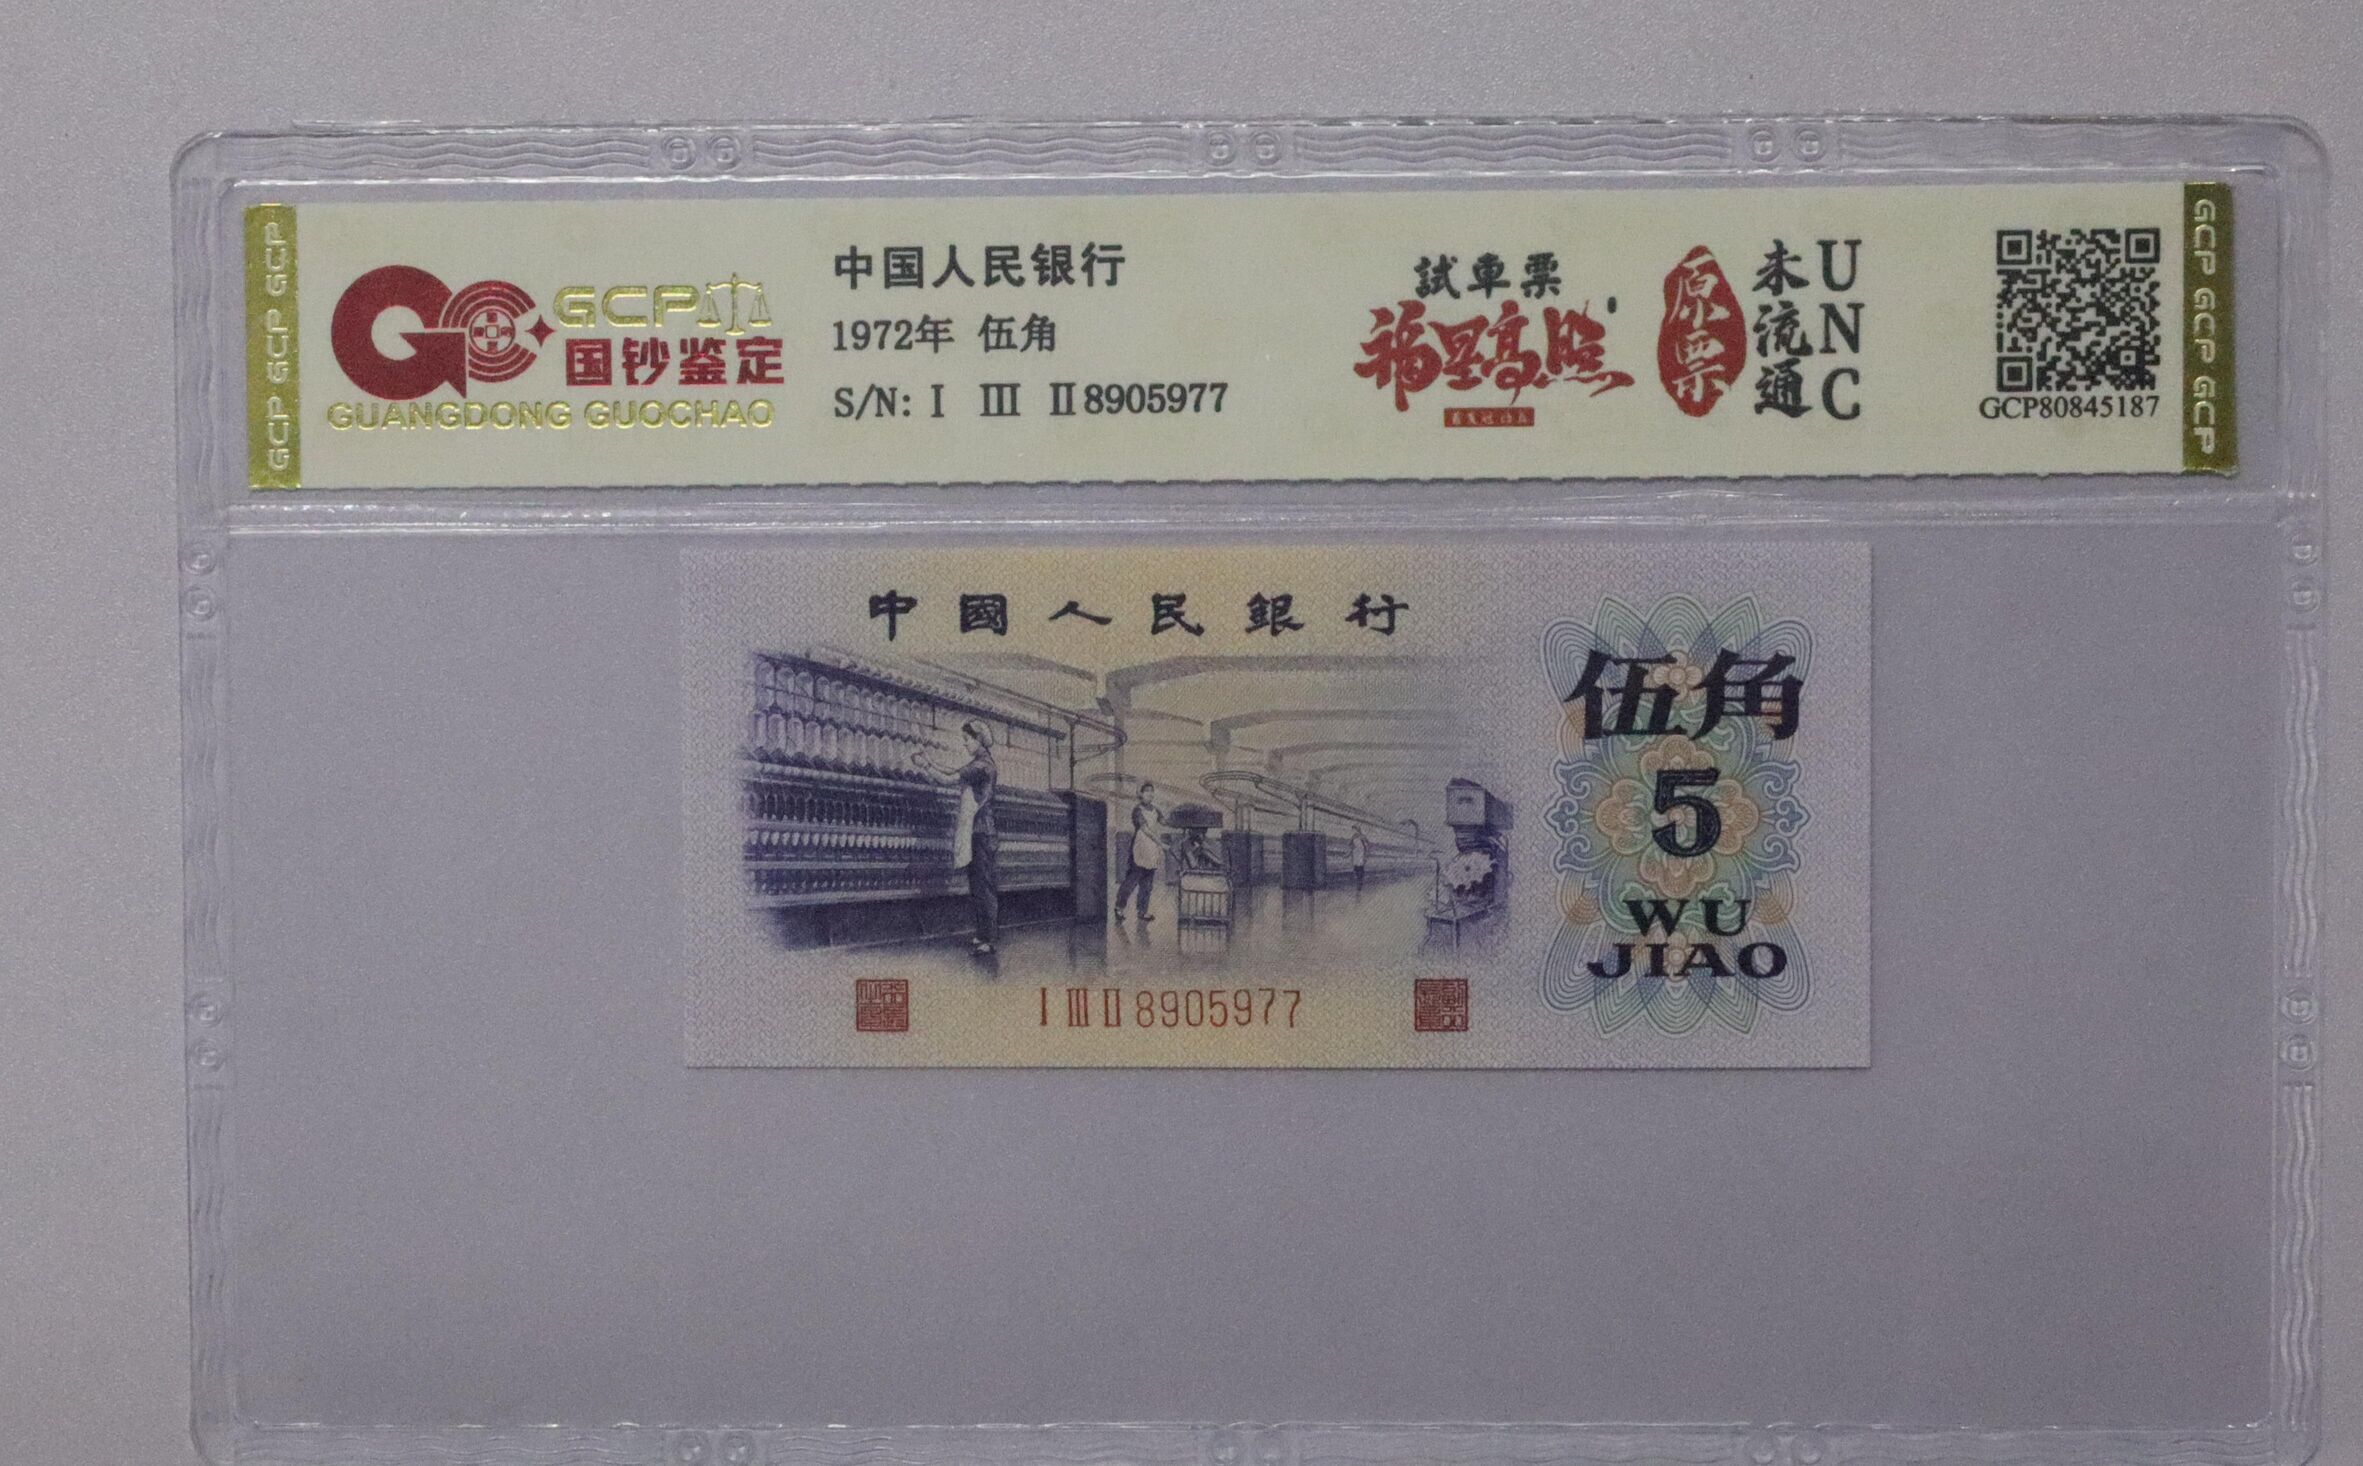 GCP GCP GCP
GCP
国钞鉴定
GUANGDONG GUOCHAO
中国人民银行
1972年 伍角
S/N: I III II 8905977
試車票
福星高照
原票
未流通
UNC
GCP80845187
GCP GCP GCP
中國人民銀行
伍角
5
WU
JIAO
I III II 8905977